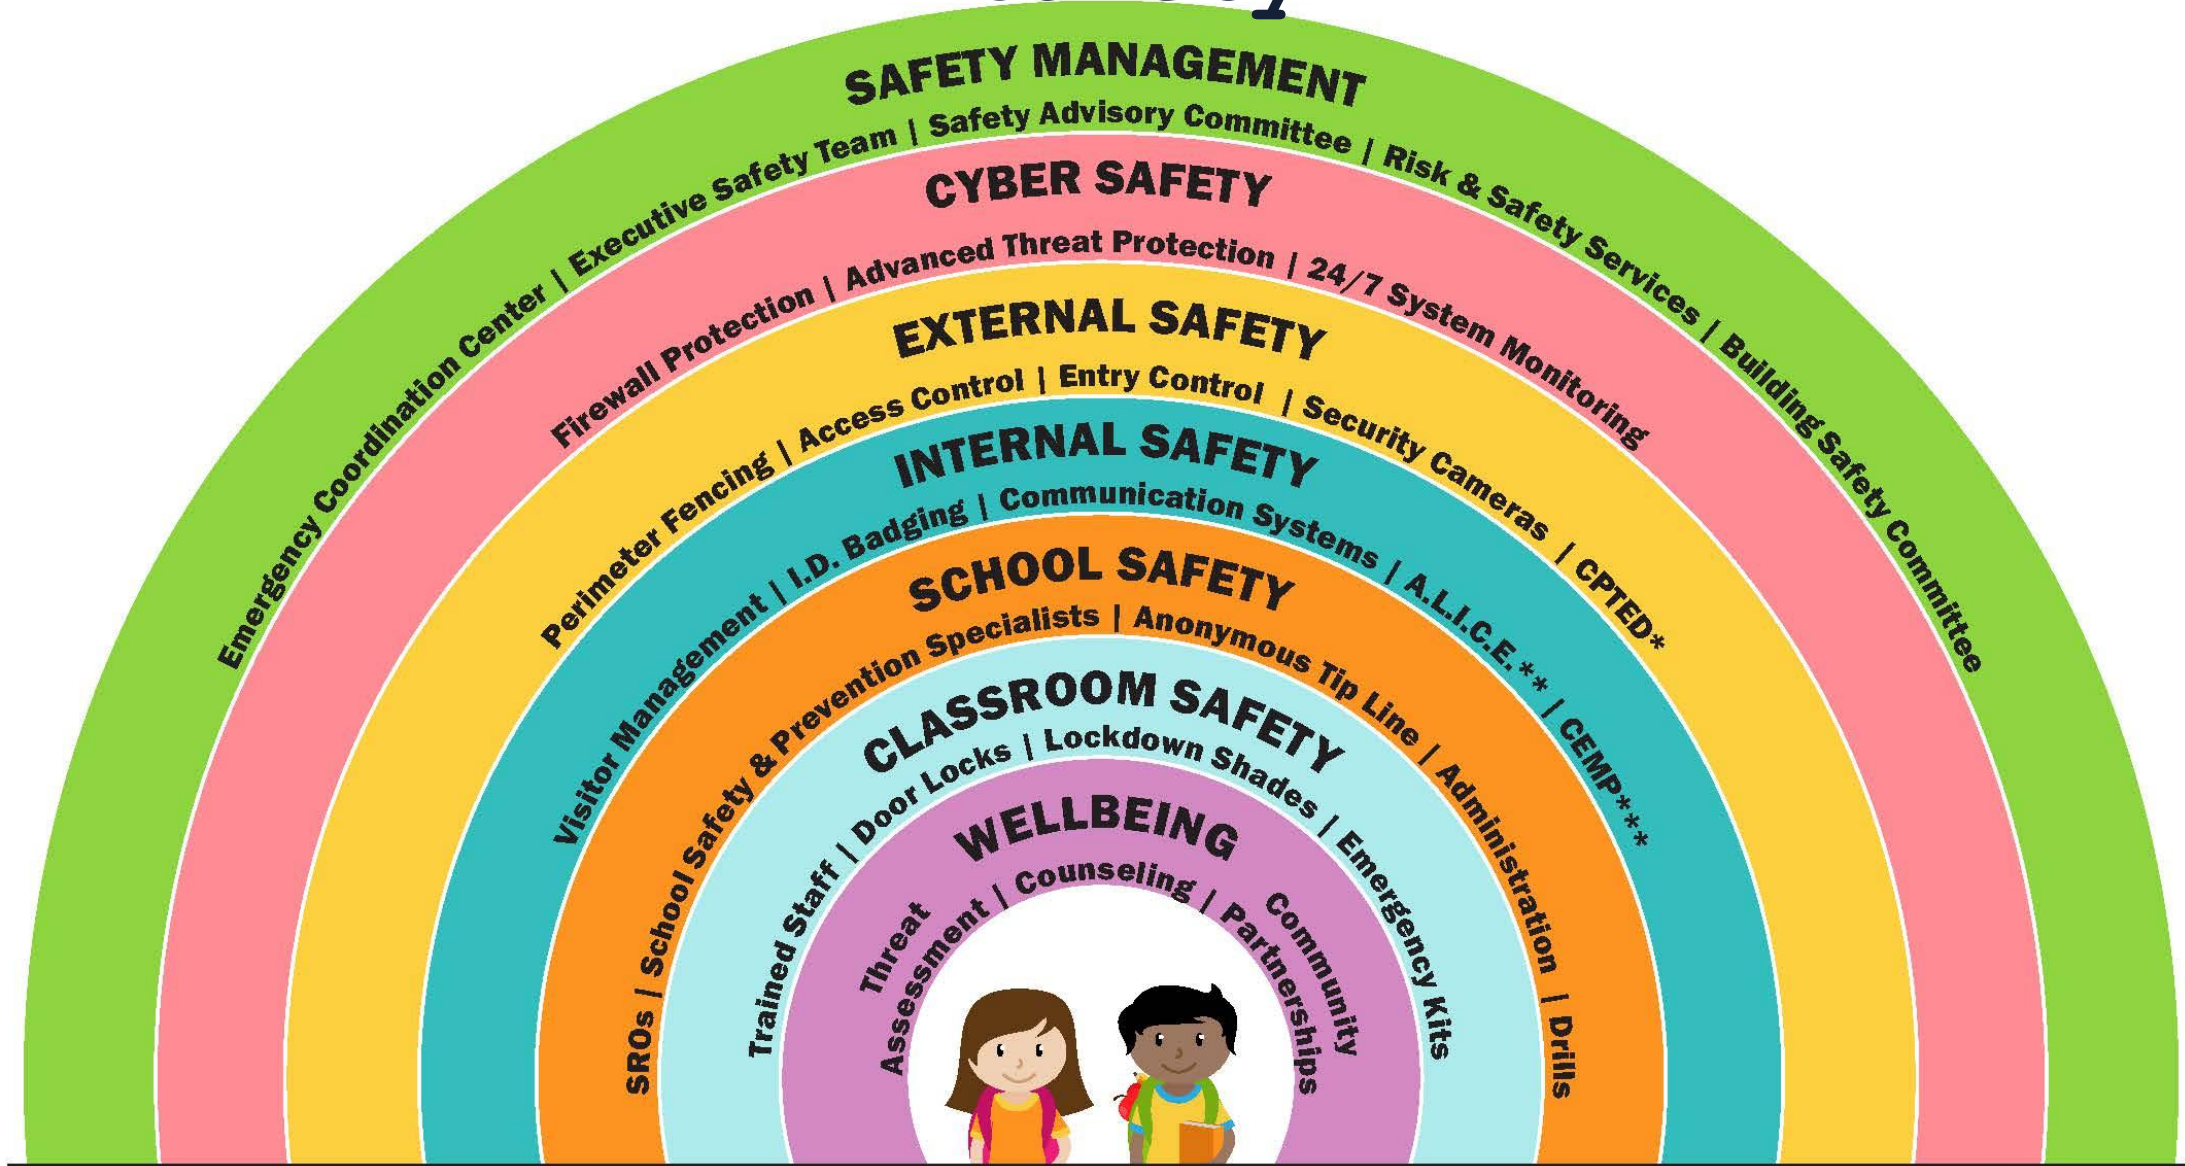 SAFETY MANAGEMENT
Emergency Coordination Center | Executive Safety Team | Safety Advisory Committee | Risk & Safety Services | Building Safety Committee
CYBER SAFETY
Firewall Protection | Advanced Threat Protection | 24/7 System Monitoring
EXTERNAL SAFETY
Perimeter Fencing | Access Control | Entry Control | Security Cameras | CPTED*
INTERNAL SAFETY
Visitor Management | I.D. Badging | Communication Systems | A.L.I.C.E.** | CEMP***
SCHOOL SAFETY
SROs | School Safety & Prevention Specialists | Anonymous Tip Line | Administration | Drills
CLASSROOM SAFETY
Trained Staff | Door Locks | Lockdown Shades | Emergency Kits
WELLBEING
Threat Assessment | Counseling | Community Partnerships